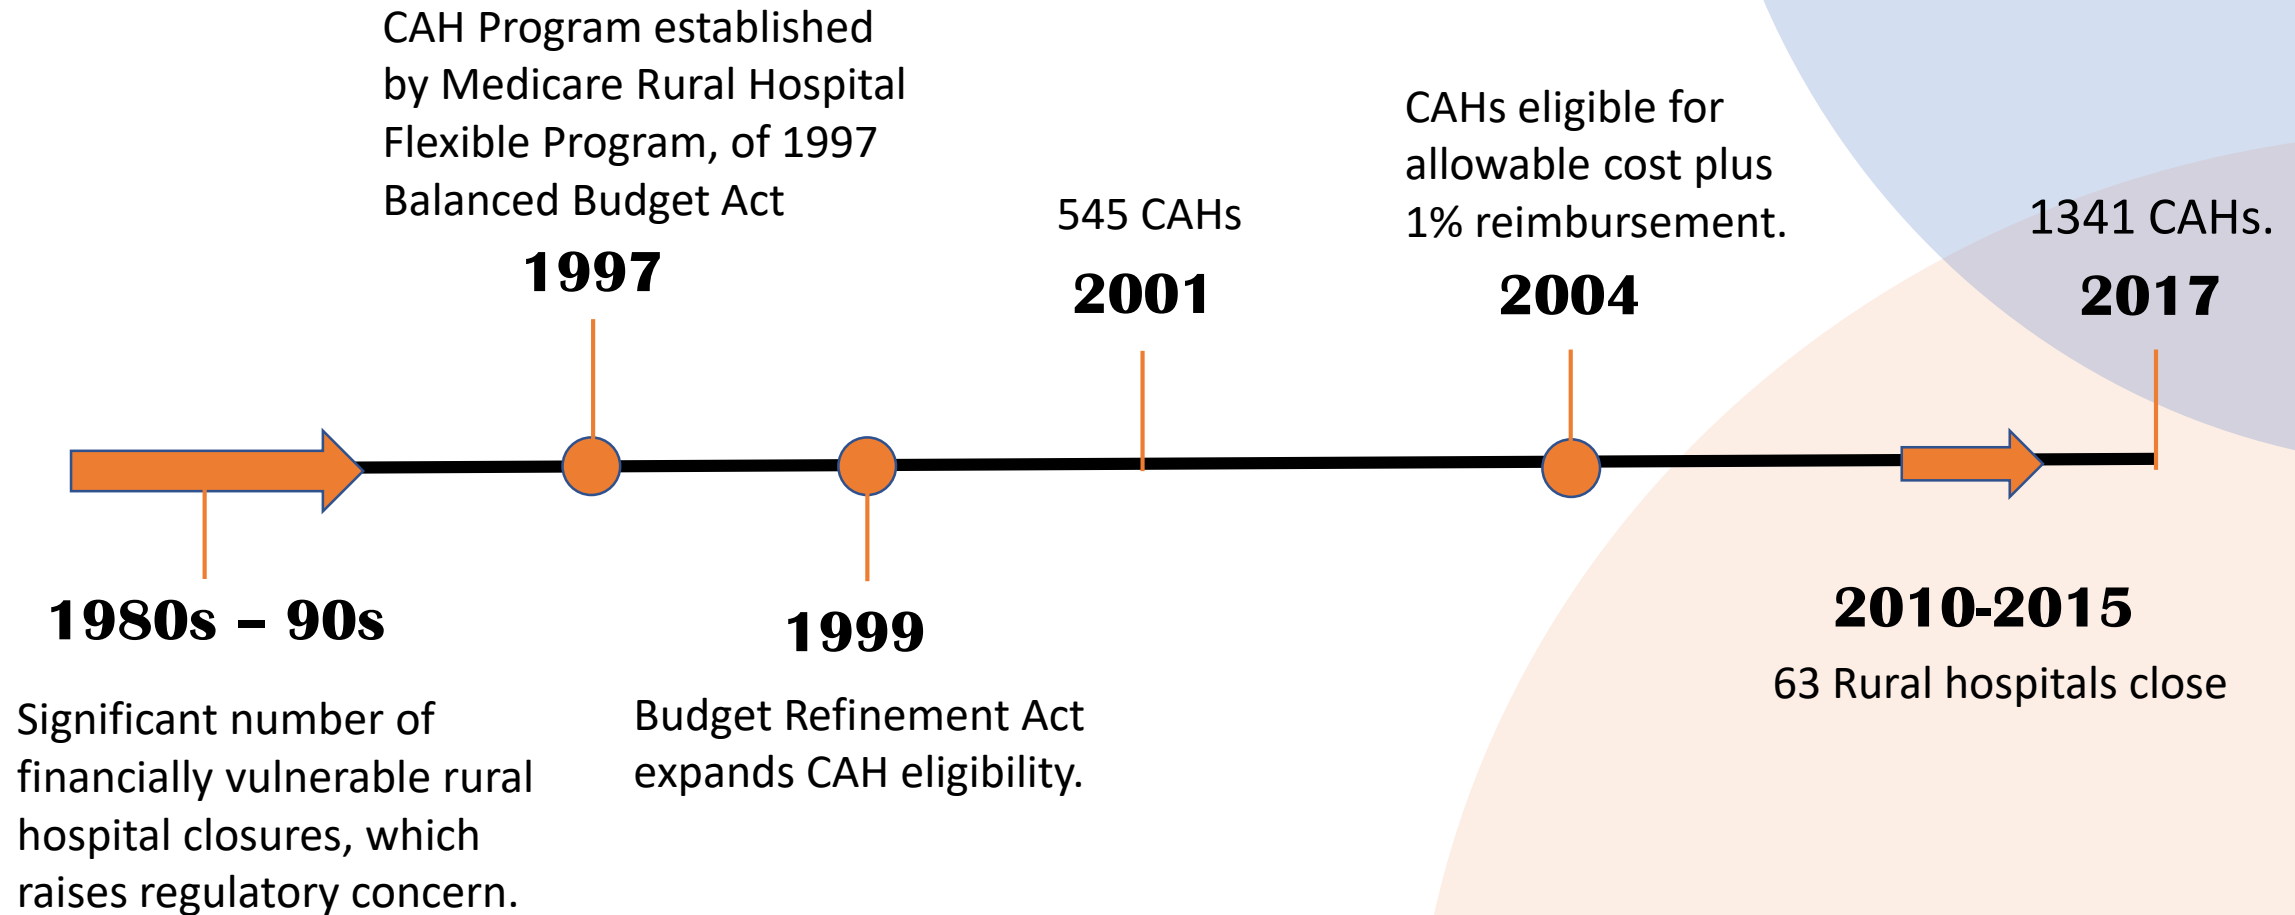 CAH Program established
by Medicare Rural Hospital
Flexible Program, of 1997
Balanced Budget Act
1997
545 CAHs
2001
CAHs eligible for
allowable cost plus
1% reimbursement.
2004
1341 CAHs.
2017
1980s – 90s
Significant number of
financially vulnerable rural
hospital closures, which
raises regulatory concern.
1999
Budget Refinement Act
expands CAH eligibility.
2010-2015
63 Rural hospitals close